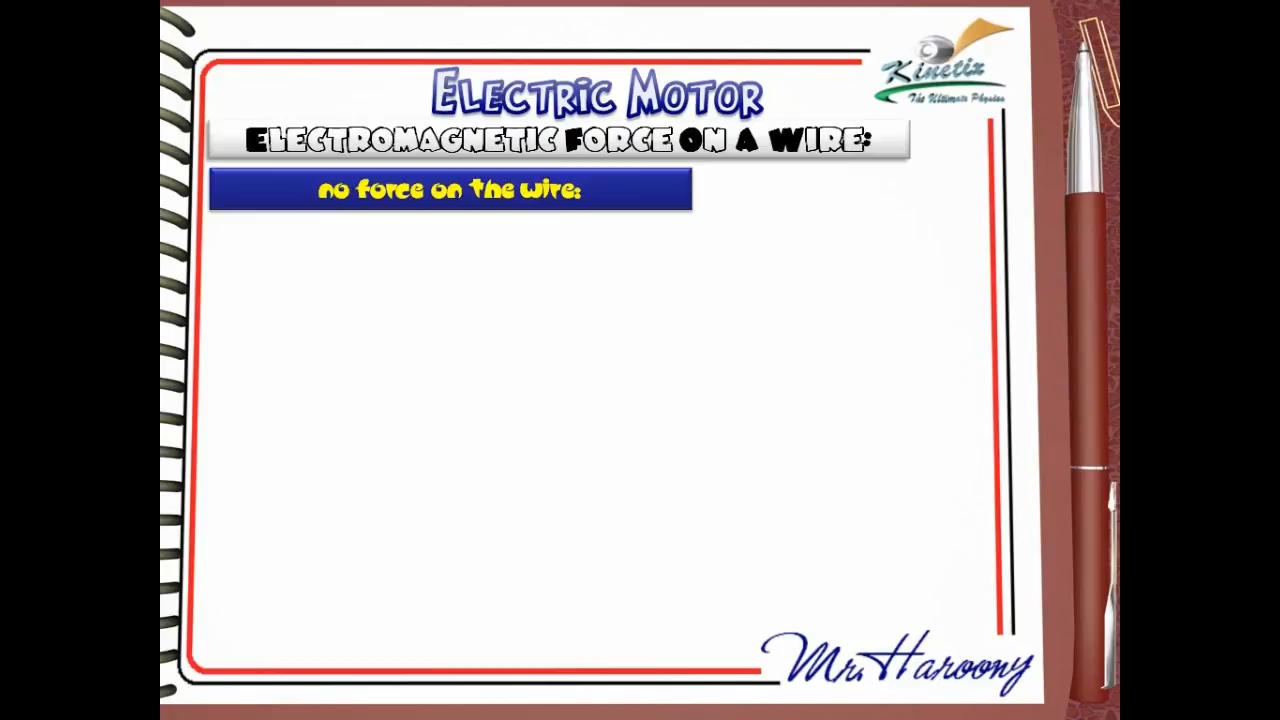 Electric Motor
Kinetix
The Ultimate Physics
Electromagnetic Force On A Wire:
no force on the wire:
Mr. Haroony